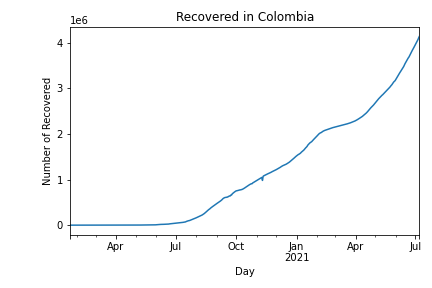 Recovered in Colombia
1e6
4
3
2
1
0
Number of Recovered
Apr
Jul
Oct
Jan
2021
Apr
Jul
Day